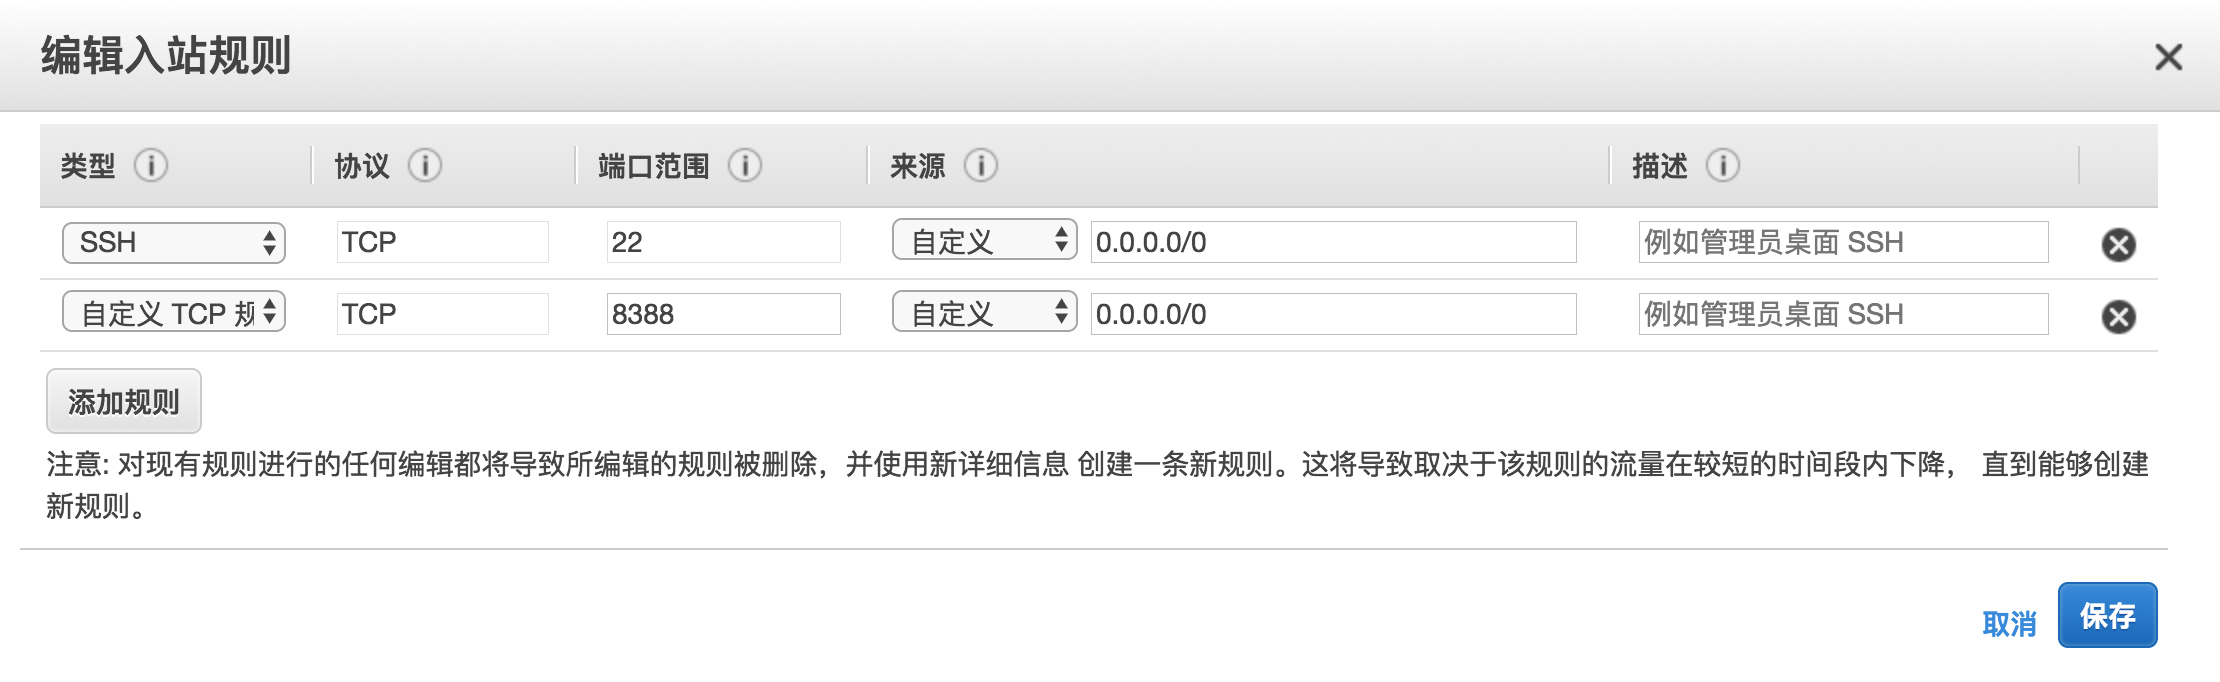 编辑入站规则
类型 协议 端口范围 来源 描述
SSH TCP 22 自定义 0.0.0.0/0 例如管理员桌面 SSH
自定义 TCP 规 TCP 8388 自定义 0.0.0.0/0 例如管理员桌面 SSH
添加规则
注意: 对现有规则进行的任何编辑都将导致所编辑的规则被删除，并使用新详细信息 创建一条新规则。这将导致取决于该规则的流量在较短的时间段内下降， 直到能够创建
新规则。
取消 保存